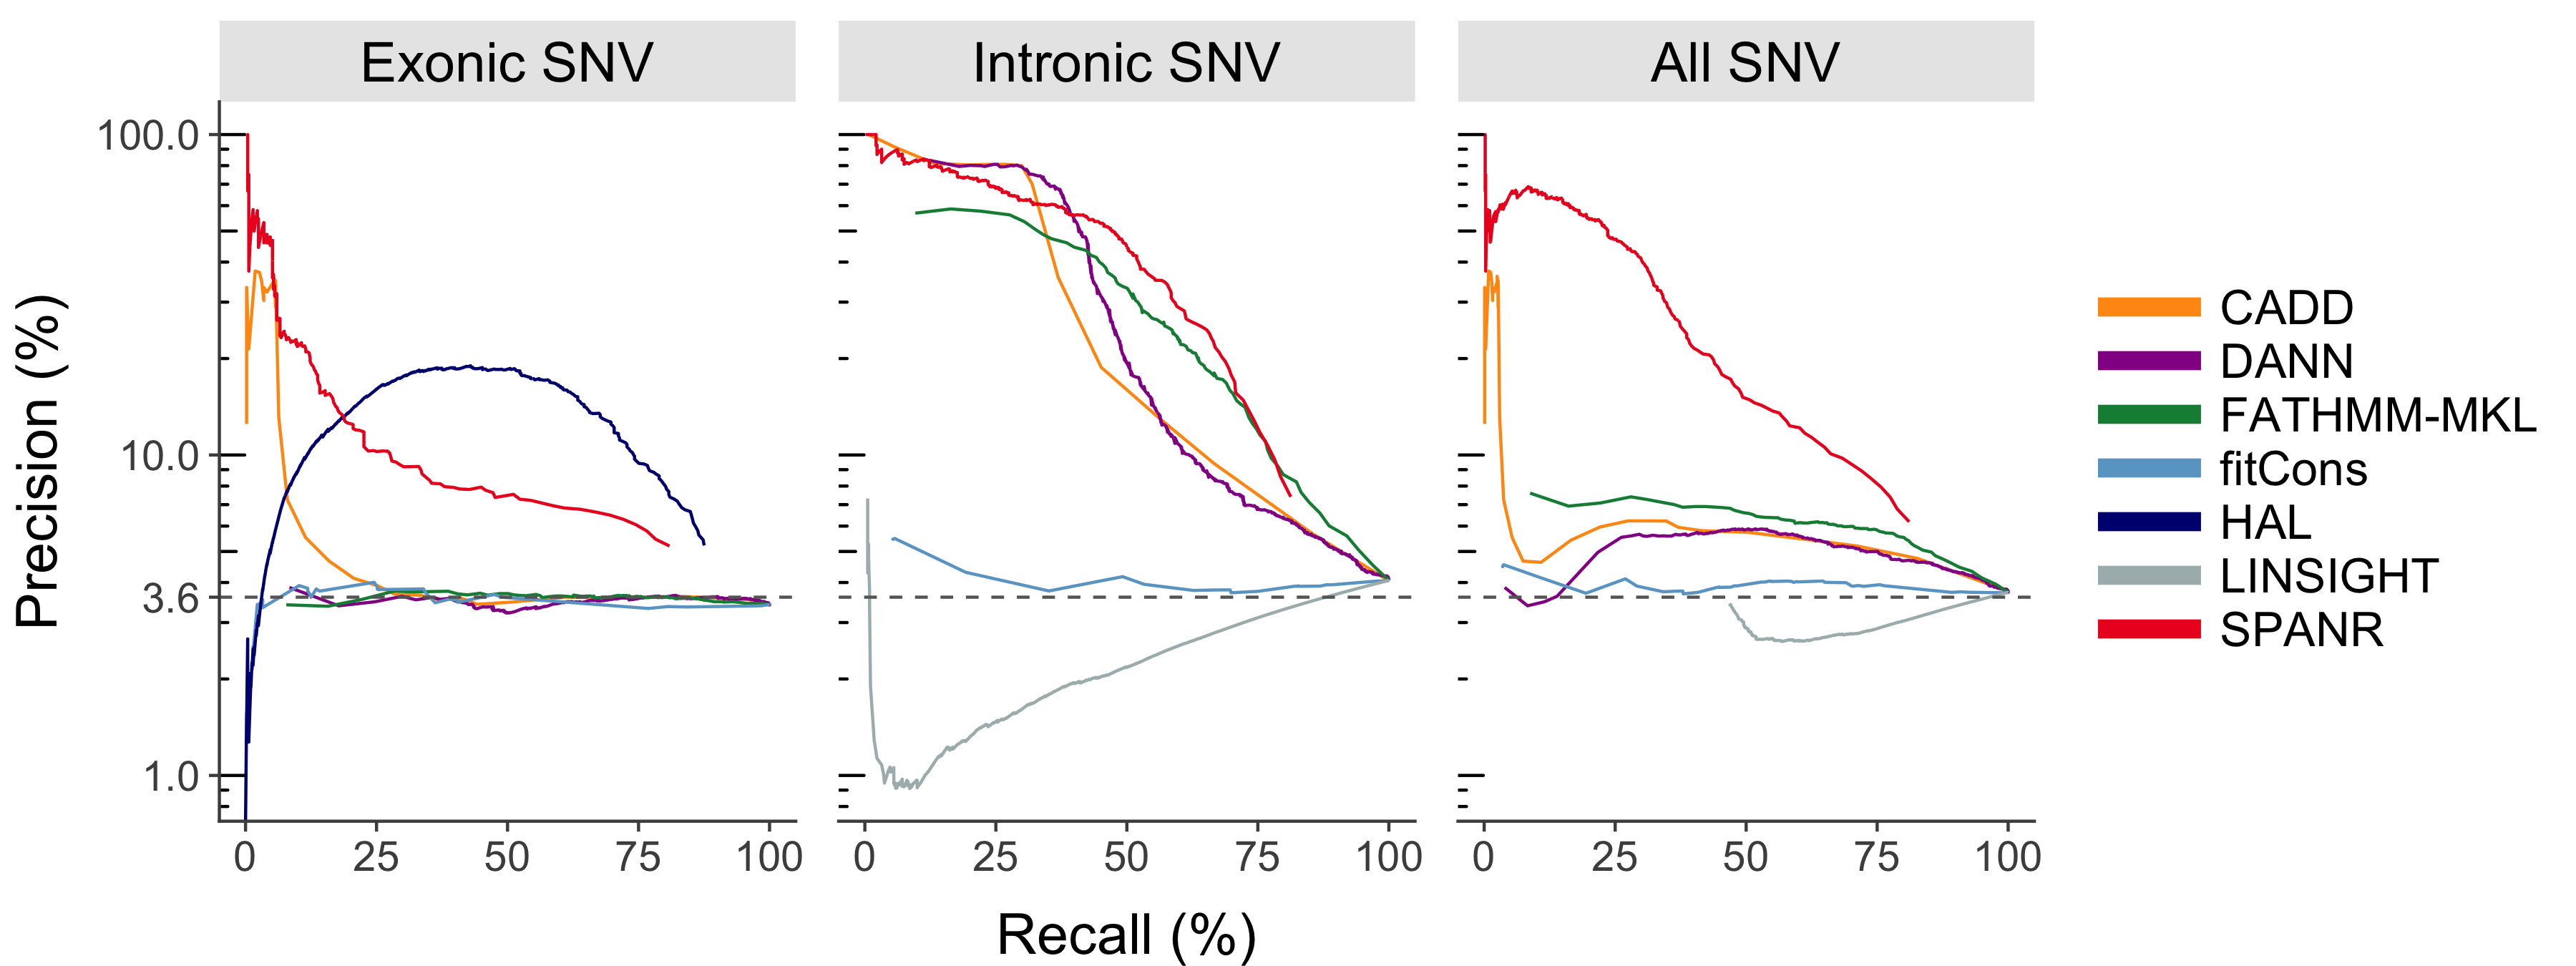 Exonic SNV
Intronic SNV
All SNV
Precision (%)
100.0
10.0
3.6
1.0
0 25 50 75 100
0 25 50 75 100
0 25 50 75 100
Recall (%)
CADD
DANN
FATHMM-MKL
fitCons
HAL
LINSIGHT
SPANR